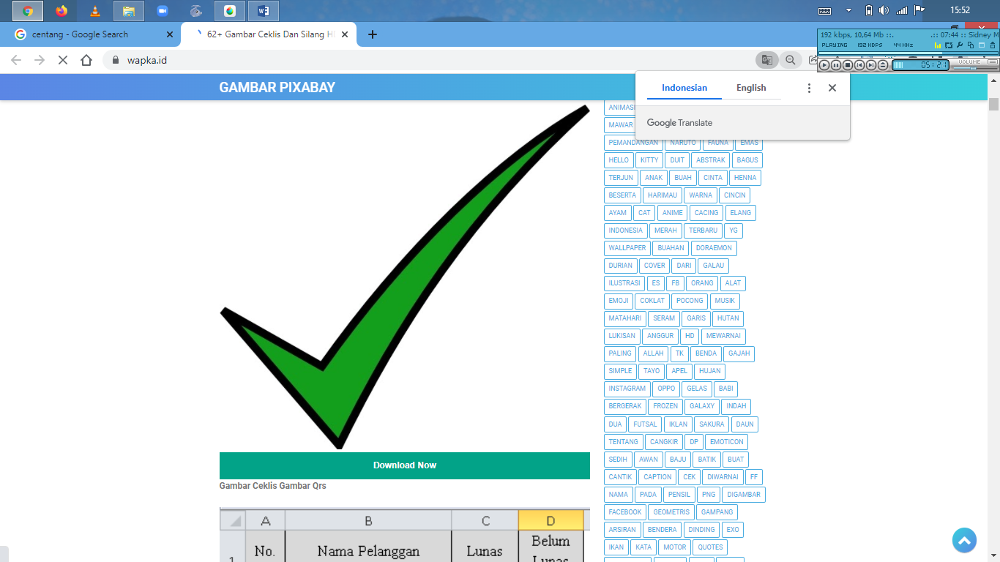 15:52
centang - Google Search
62+ Gambar Ceklis Dan Silang H
192 kbps, 10,64 Mb ::. .:: 07:44 :: Sidney M
PLAYING 192 KBPS 44 KHZ
05:21 VOLUME
wapka.id
GAMBAR PIXABAY
Indonesian English
Google Translate
ANIMASI
MAWAR
PEMANDANGAN NARUTO FAUNA EMAS
HELLO KITTY DUIT ABSTRAK BAGUS
TERJUN ANAK BUAH CINTA HENNA
BESERTA HARIMAU WARNA CINCIN
AYAM CAT ANIME CACING ELANG
INDONESIA MERAH TERBARU YG
WALLPAPER BUAHAN DORAEMON
DURIAN COVER DARI GALAU
ILUSTRASI ES FB ORANG ALAT
EMOJI COKLAT POCONG MUSIK
MATAHARI SERAM GARIS HUTAN
LUKISAN ANGGUR HD MEWARNAI
PALING ALLAH TK BENDA GAJAH
SIMPLE TAYO APEL HUJAN
INSTAGRAM OPPO GELAS BABI
BERGERAK FROZEN GALAXY INDAH
DUA FUTSAL IKLAN SAKURA DAUN
TENTANG CANGKIR DP EMOTICON
SEDIH AWAN BAJU BATIK BUAT
CANTIK CAPTION CEK DIWARNAI FF
NAMA PADA PENSIL PNG DIGAMBAR
FACEBOOK GEOMETRIS GAMPANG
ARSIRAN BENDERA DINDING EXO
IKAN KATA MOTOR QUOTES
Download Now
Gambar Ceklis Gambar Qrs
A B C D
1 No. Nama Pelanggan Lunas Belum
Lunas